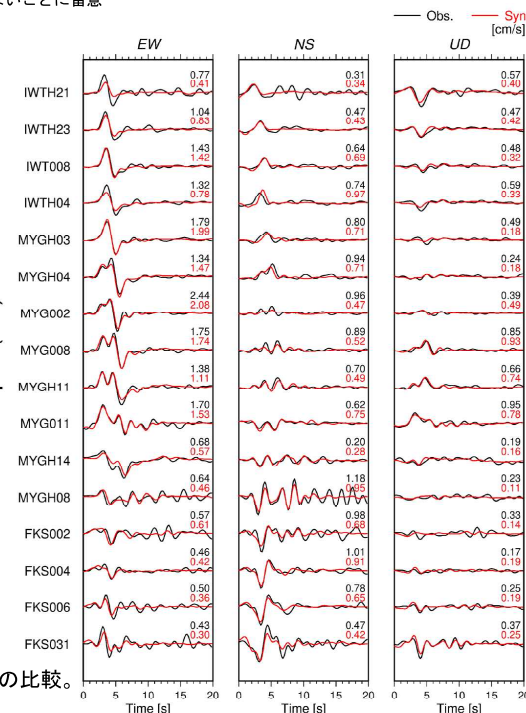 ないことに留意
Obs. Syn
[cm/s]
EW NS UD
IWTH21 0.77 0.41 0.31 0.34 0.57 0.40
IWTH23 1.04 0.83 0.47 0.43 0.47 0.42
IWT008 1.43 1.42 0.64 0.69 0.48 0.32
IWTH04 1.32 0.78 0.74 0.97 0.59 0.33
MYGH03 1.79 1.99 0.80 0.71 0.49 0.18
MYGH04 1.34 1.47 0.94 0.71 0.24 0.18
MYG002 2.44 2.08 0.96 0.47 0.39 0.49
MYG008 1.75 1.74 0.89 0.52 0.85 0.93
MYGH11 1.38 1.11 0.70 0.49 0.66 0.74
MYG011 1.70 1.53 0.62 0.75 0.95 0.78
MYGH14 0.68 0.57 0.20 0.28 0.19 0.16
MYGH08 0.64 0.46 1.18 0.95 0.23 0.11
FKS002 0.57 0.61 0.98 0.68 0.33 0.14
FKS004 0.46 0.42 1.01 0.91 0.17 0.19
FKS006 0.50 0.36 0.78 0.65 0.25 0.19
FKS031 0.43 0.30 0.47 0.42 0.37 0.25
の比較。
0 5 10 15 20 0 5 10 15 20 0 5 10 15 20
Time [s] Time [s] Time [s]